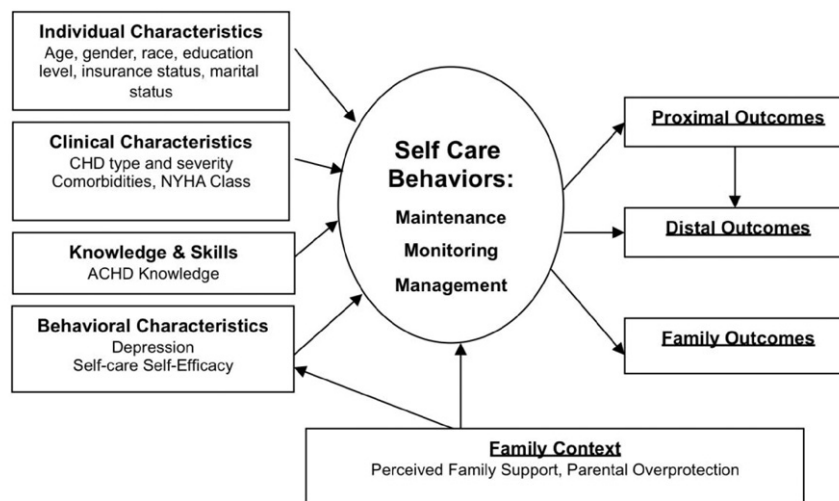 Individual Characteristics
Age, gender, race, education
level, insurance status, marital
status
Clinical Characteristics
CHD type and severity
Comorbidities, NYHA Class
Knowledge & Skills
ACHD Knowledge
Behavioral Characteristics
Depression
Self-care Self-Efficacy
Self Care
Behaviors:
Maintenance
Monitoring
Management
Proximal Outcomes
Distal Outcomes
Family Outcomes
Family Context
Perceived Family Support, Parental Overprotection